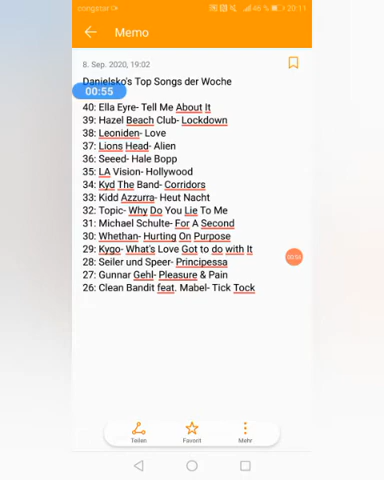 congstar
46 %
20:11
Memo
8. Sep. 2020, 19:02
Danielsko's Top Songs der Woche
00:55
40: Ella Eyre- Tell Me About It
39: Hazel Beach Club- Lockdown
38: Leoniden- Love
37: Lions Head- Alien
36: Seeed- Hale Bopp
35: LA Vision- Hollywood
34: Kyd The Band- Corridors
33: Kidd Azzurra- Heut Nacht
32: Topic- Why Do You Lie To Me
31: Michael Schulte- For A Second
30: Whethan- Hurting On Purpose
29: Kygo- What's Love Got to do with It
28: Seiler und Speer- Principessa
27: Gunnar Gehl- Pleasure & Pain
26: Clean Bandit feat. Mabel- Tick Tock
Teilen
Favorit
Mehr